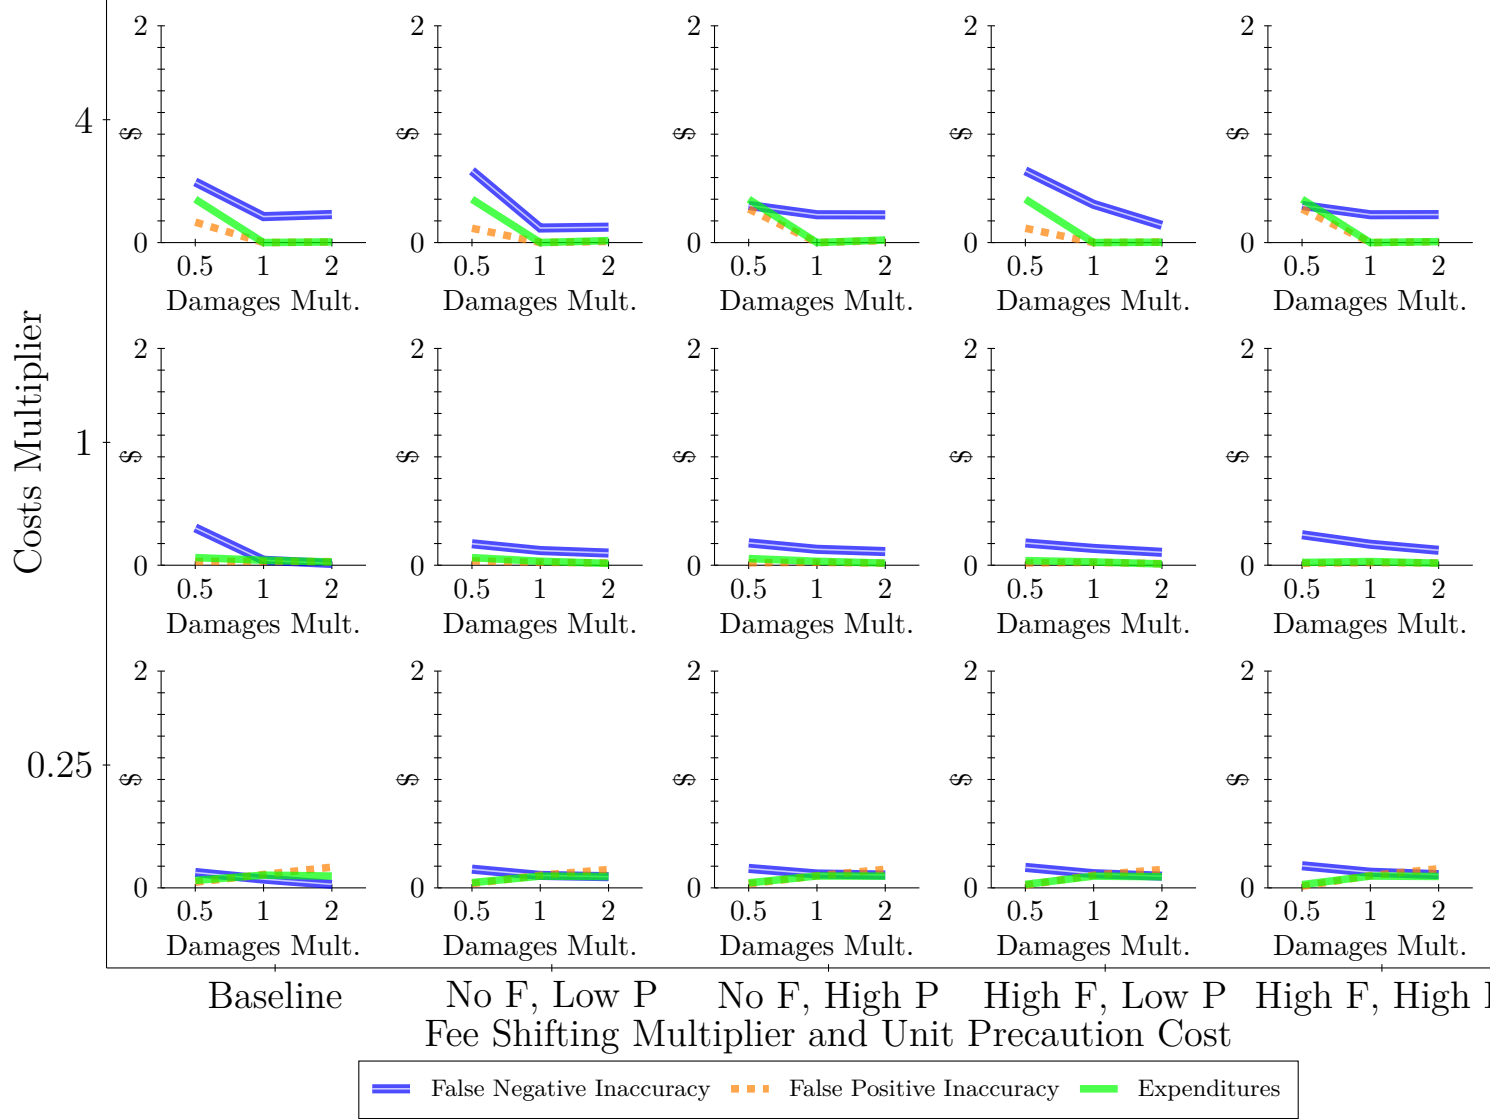 2 2 2 2 2
4 $ $ $ $ $
0 0 0 0 0
0.5 1 2 0.5 1 2 0.5 1 2 0.5 1 2 0.5 1 2
Damages Mult. Damages Mult. Damages Mult. Damages Mult. Damages Mult.
Costs Multiplier
2 2 2 2 2
1 $ $ $ $ $
0 0 0 0 0
0.5 1 2 0.5 1 2 0.5 1 2 0.5 1 2 0.5 1 2
Damages Mult. Damages Mult. Damages Mult. Damages Mult. Damages Mult.
2 2 2 2 2
0.25 $ $ $ $ $
0 0 0 0 0
0.5 1 2 0.5 1 2 0.5 1 2 0.5 1 2 0.5 1 2
Damages Mult. Damages Mult. Damages Mult. Damages Mult. Damages Mult.
Baseline No F, Low P No F, High P High F, Low P High F, High
Fee Shifting Multiplier and Unit Precaution Cost
False Negative Inaccuracy False Positive Inaccuracy Expenditures